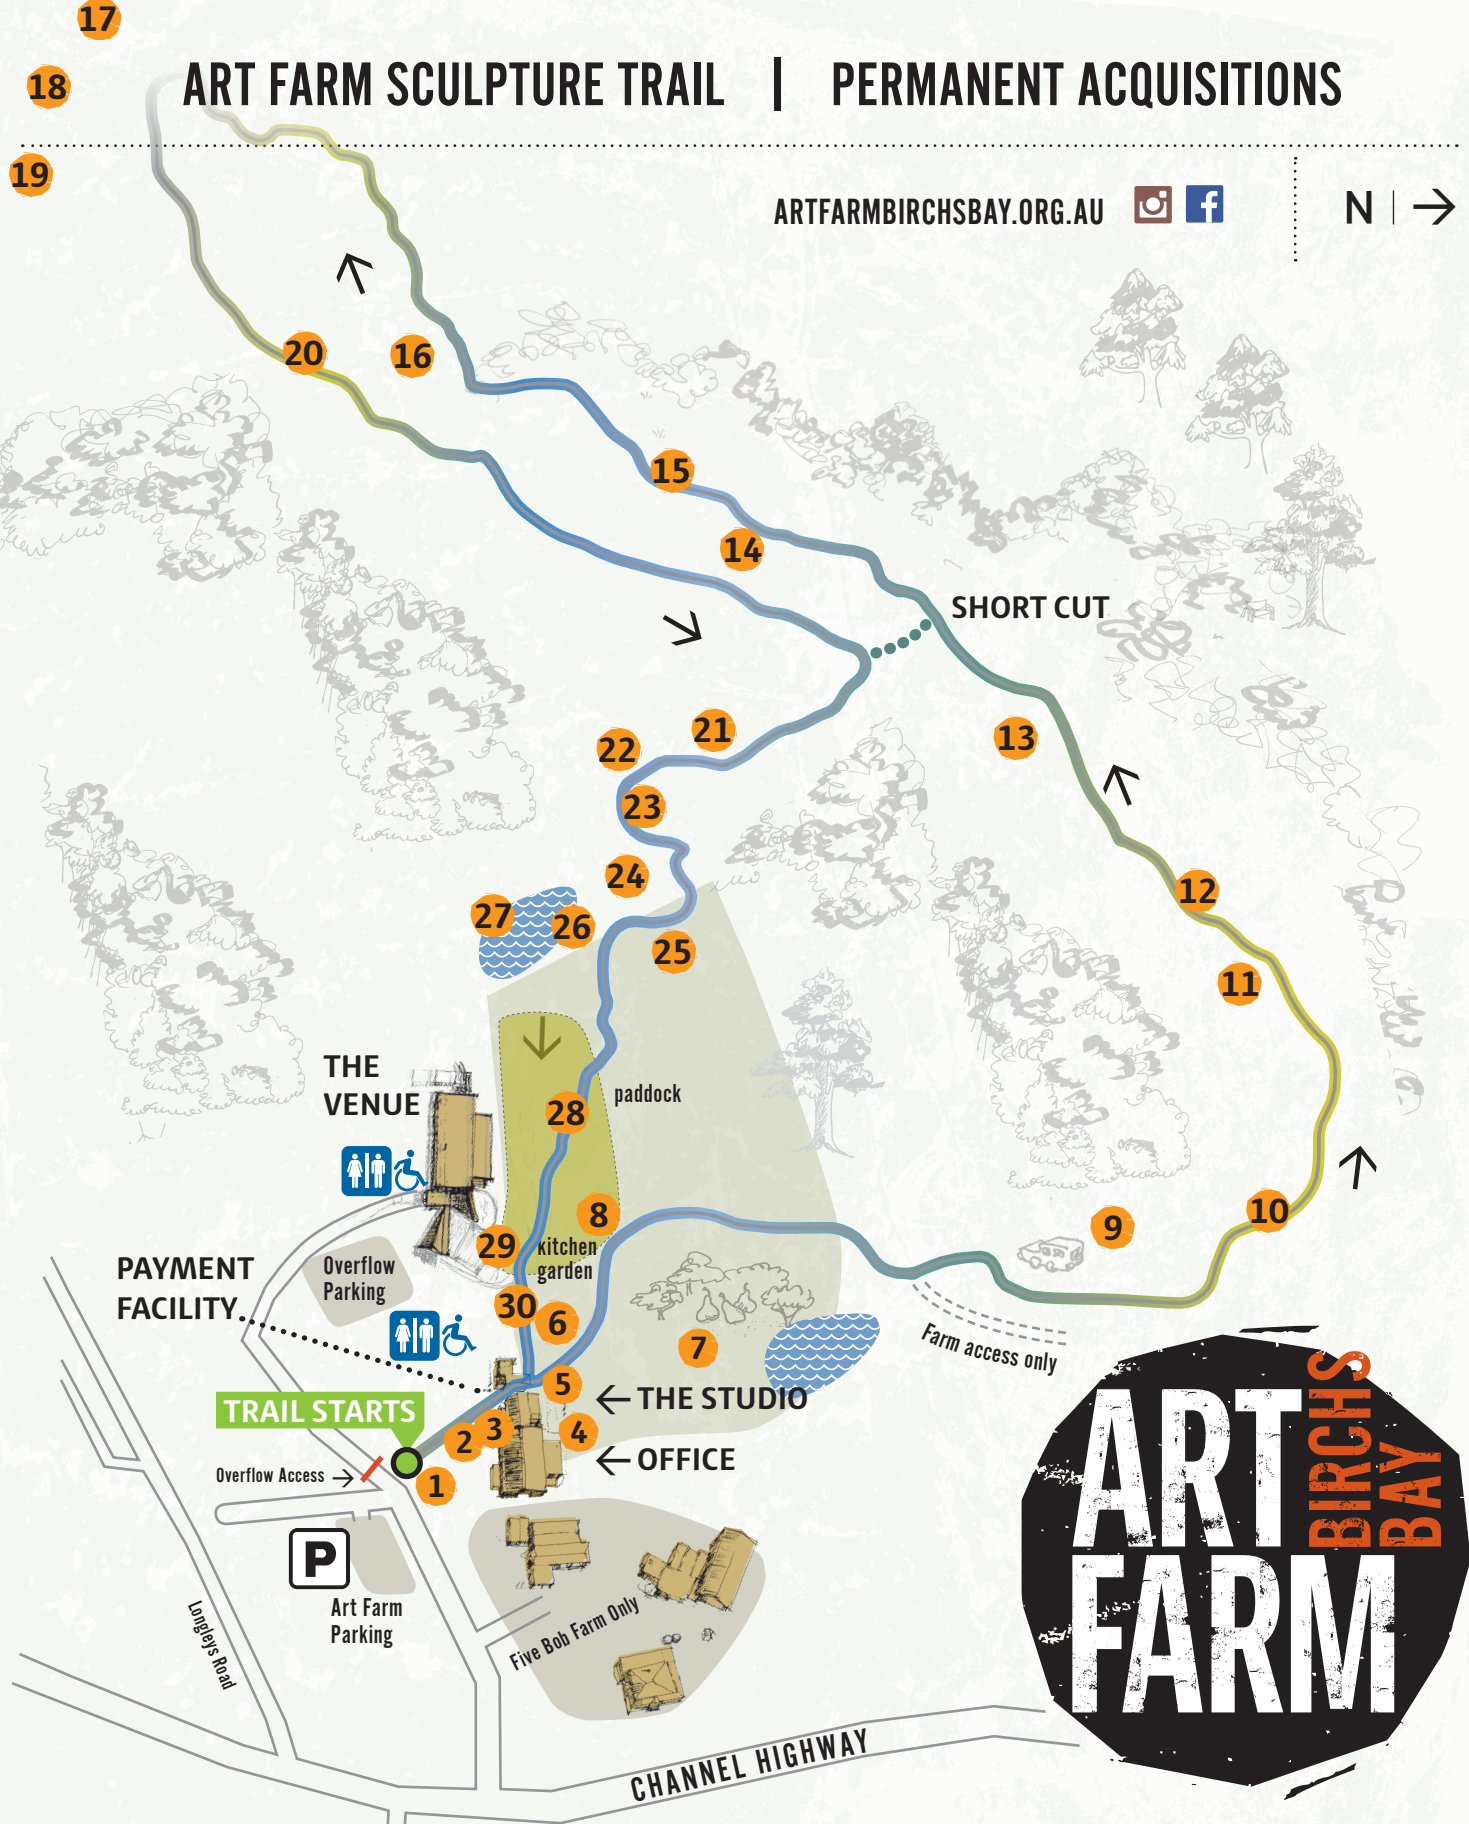 17
ART FARM SCULPTURE TRAIL | PERMANENT ACQUISITIONS
18
19
ARTFARMBIRCHSBAY.ORG.AU
N
20
16
15
14
SHORT CUT
13
21
22
23
24
12
27
26
25
11
THE
VENUE
paddock
28
8
9
10
29
kitchen
garden
PAYMENT
FACILITY
Overflow
Parking
30
6
7
Farm access only
5
THE STUDIO
TRAIL STARTS
2
3
4
OFFICE
Overflow Access
1
P
Art Farm
Parking
Longleys Road
Five Bob Farm Only
CHANNEL HIGHWAY
ART
FARM
BIRCHS
BAY